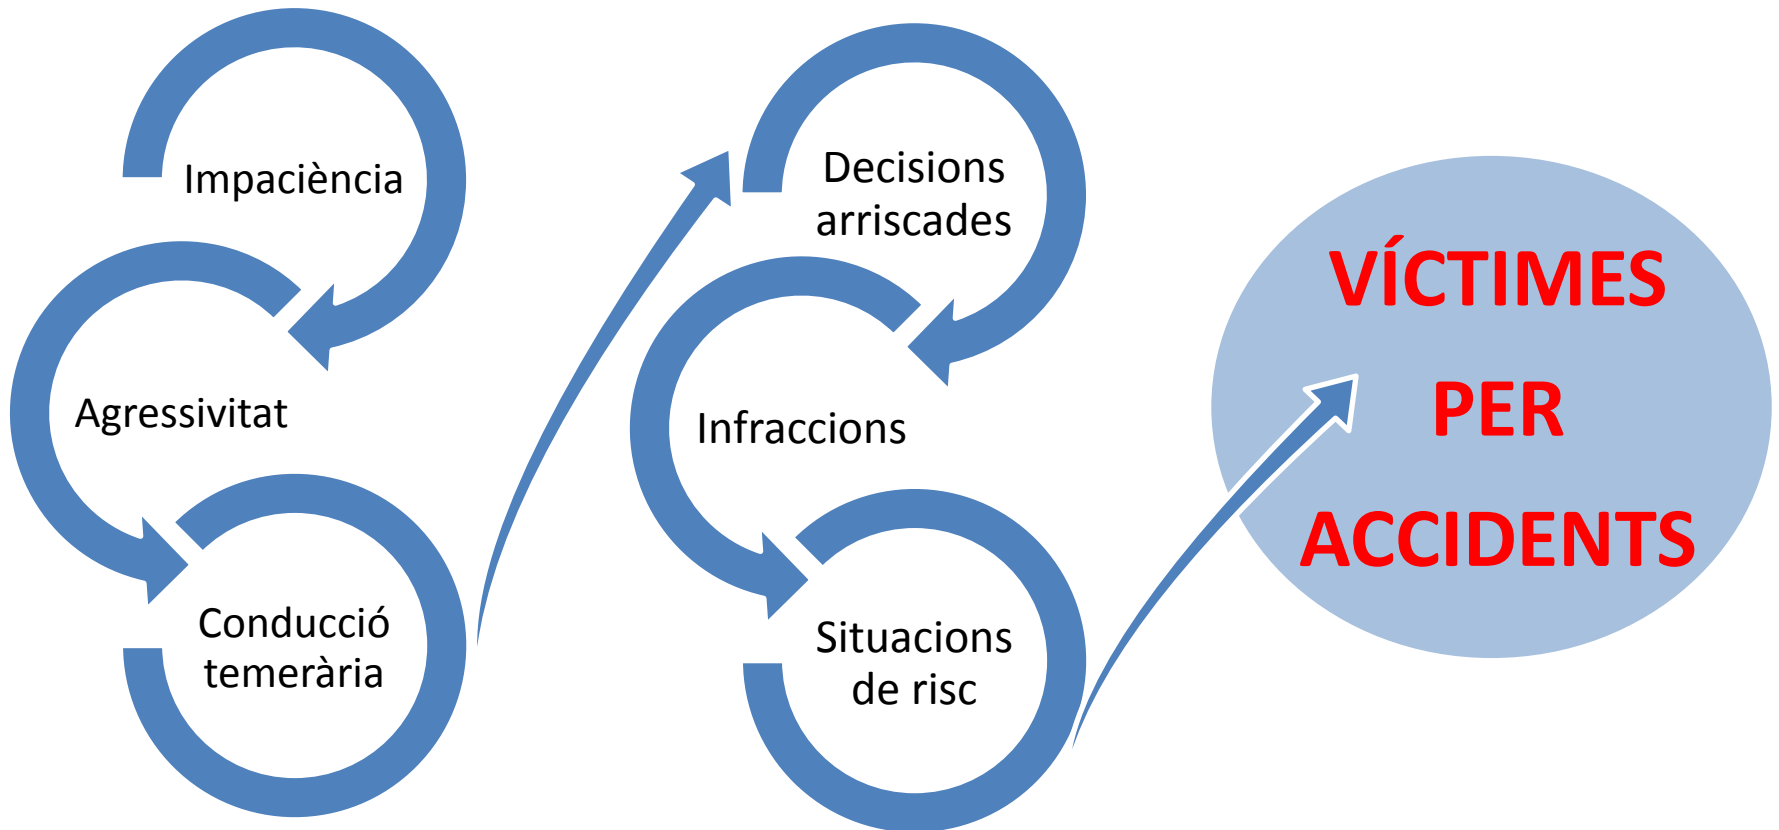 Impaciència
Agressivitat
Conducció
temerària
Decisions
arriscades
Infraccions
Situacions
de risc
VÍCTIMES
PER
ACCIDENTS